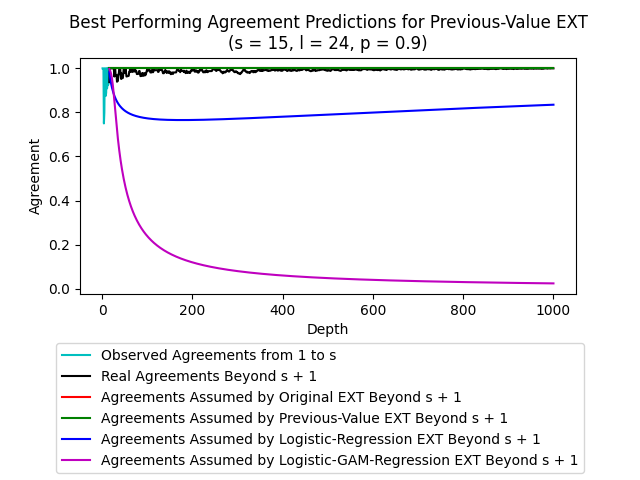 Best Performing Agreement Predictions for Previous-Value EXT
(s = 15, l = 24, p = 0.9)
1.0
0.8
0.6
0.4
0.2
0.0
Agreement
0 200 400 600 800 1000
Depth
Observed Agreements from 1 to s
Real Agreements Beyond s + 1
Agreements Assumed by Original EXT Beyond s + 1
Agreements Assumed by Previous-Value EXT Beyond s + 1
Agreements Assumed by Logistic-Regression EXT Beyond s + 1
Agreements Assumed by Logistic-GAM-Regression EXT Beyond s + 1